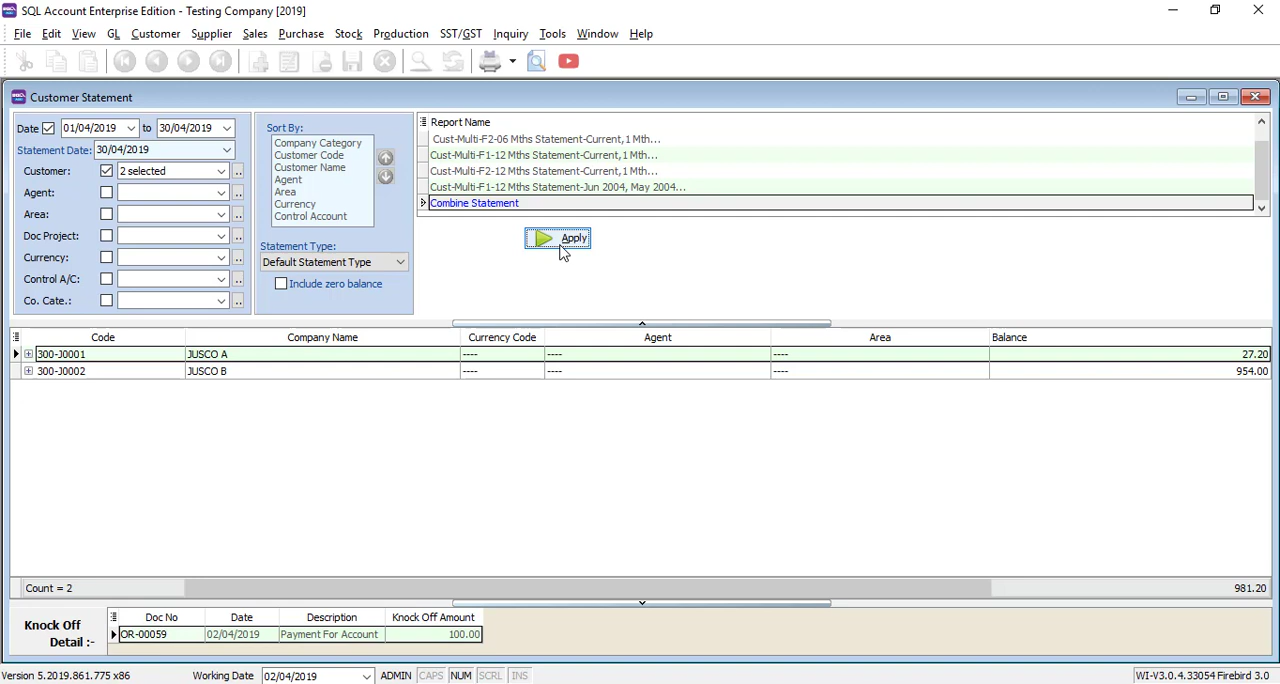 SQL Account Enterprise Edition - Testing Company [2019]
File Edit View GL Customer Supplier Sales Purchase Stock Production SST/GST Inquiry Tools Window Help
Customer Statement
Date 01/04/2019 to 30/04/2019
Statement Date: 30/04/2019
Customer: 2 selected ..
Agent: ..
Area: ..
Doc Project: ..
Currency: ..
Control A/C: ..
Co. Cate.: ..
Sort By:
Company Category
Customer Code
Customer Name
Agent
Area
Currency
Control Account
Statement Type:
Default Statement Type
Include zero balance
Report Name
Cust-Multi-F2-06 Mths Statement-Current,1 Mth...
Cust-Multi-F1-12 Mths Statement-Current,1 Mth...
Cust-Multi-F2-12 Mths Statement-Current,1 Mth...
Cust-Multi-F1-12 Mths Statement-Jun 2004, May 2004...
Combine Statement
Apply
Code Company Name Currency Code Agent Area Balance
300-J0001 JUSCO A ---- ---- ---- 27.20
300-J0002 JUSCO B ---- ---- ---- 954.00
Count = 2 981.20
Knock Off
Detail :-
Doc No Date Description Knock Off Amount
OR-00059 02/04/2019 Payment For Account 100.00
Version 5.2019.861.775 x86 Working Date 02/04/2019 ADMIN CAPS NUM SCRL INS WI-V3.0.4.33054 Firebird 3.0